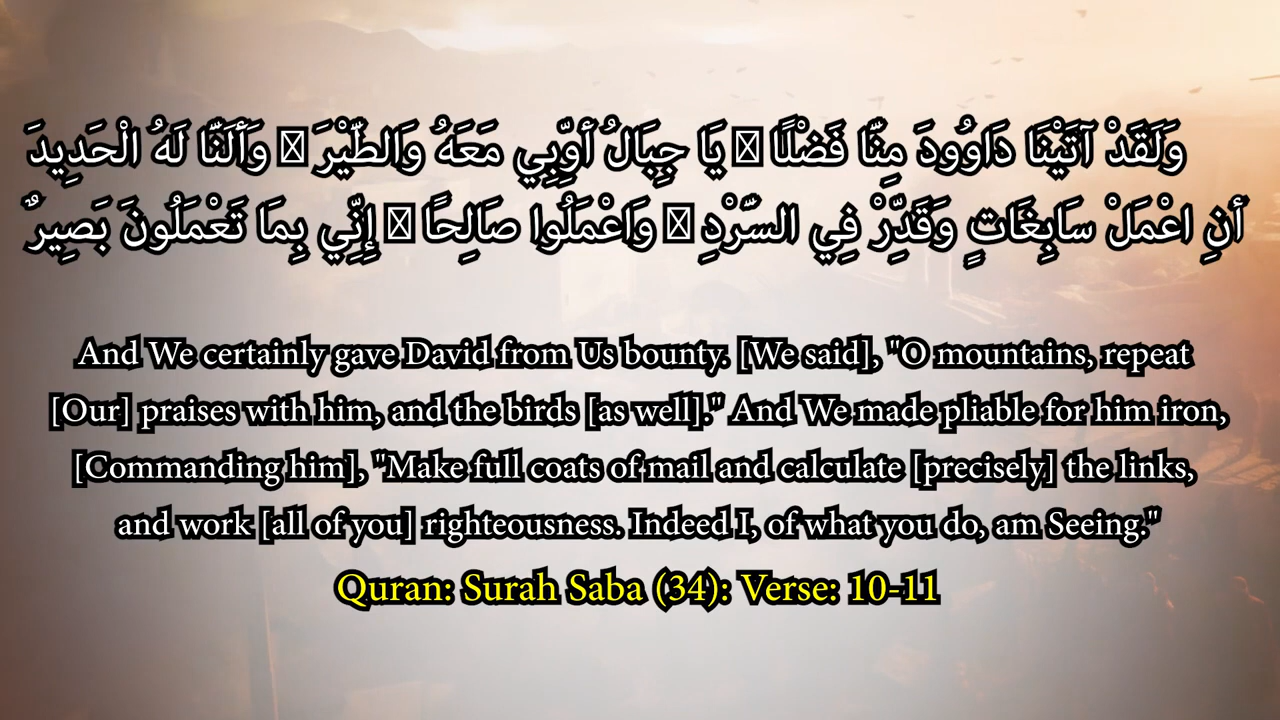 وَلَقَدْ آتَيْنَا دَاوُودَ مِنَّا فَضْلًا ۖ يَا جِبَالُ أَوِّبِي مَعَهُ وَالطَّيْرَ ۖ وَأَلَنَّا لَهُ الْحَدِيدَ
أَنِ اعْمَلْ سَابِغَاتٍ وَقَدِّرْ فِي السَّرْدِ ۖ وَاعْمَلُوا صَالِحًا ۖ إِنِّي بِمَا تَعْمَلُونَ بَصِيرٌ
And We certainly gave David from Us bounty. [We said], "O mountains, repeat
[Our] praises with him, and the birds [as well]." And We made pliable for him iron,
[Commanding him], "Make full coats of mail and calculate [precisely] the links,
and work [all of you] righteousness. Indeed I, of what you do, am Seeing."
Quran: Surah Saba (34): Verse: 10-11